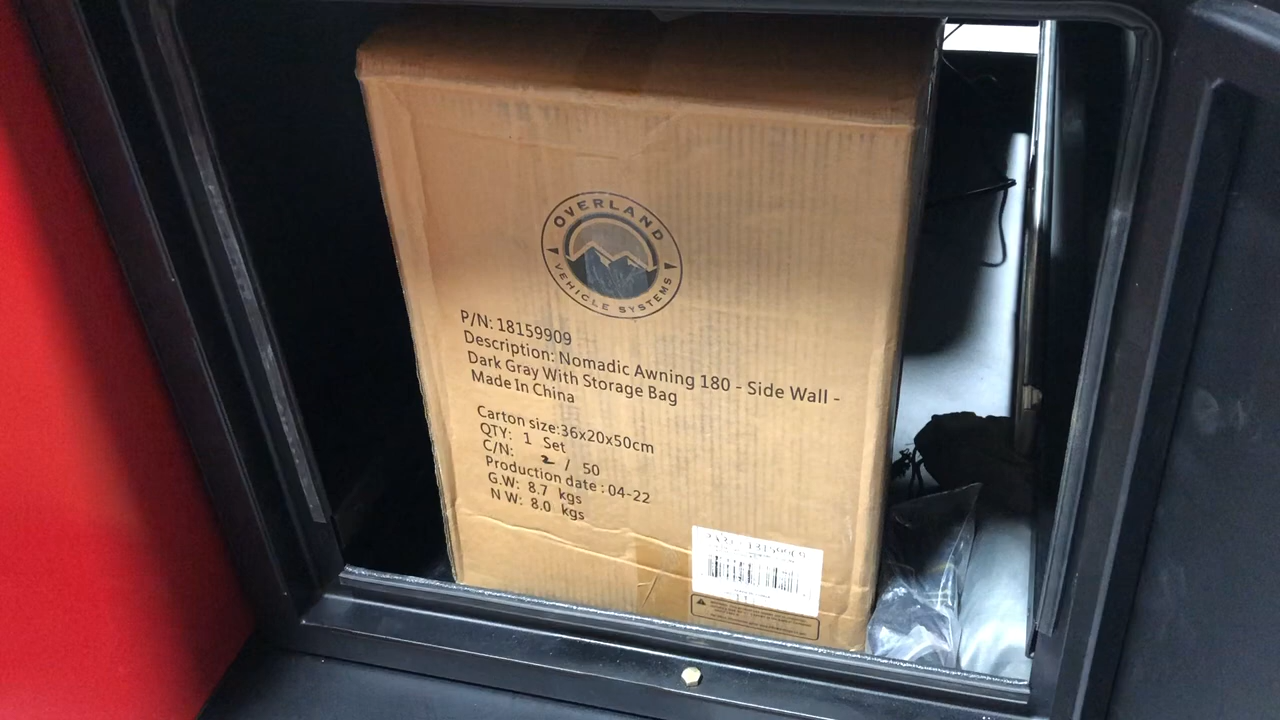 OVERLAND
VEHICLE SYSTEMS
P/N: 18159909
Description: Nomadic Awning 180 - Side Wall -
Dark Gray With Storage Bag
Made In China
Carton size:36x20x50cm
QTY: 1 Set
C/N: 2 / 50
Production date : 04-22
G.W: 8.7 kgs
N W: 8.0 kgs